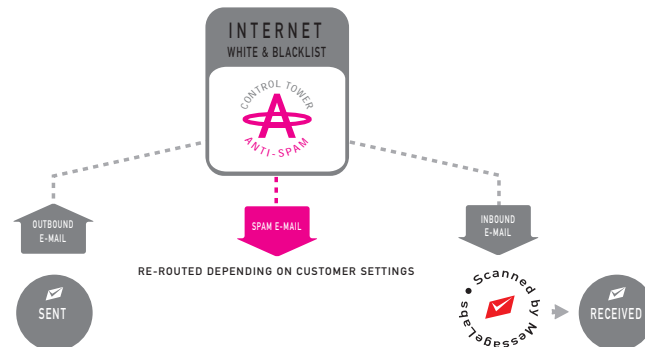 INTERNET
WHITE & BLACKLIST
CONTROL TOWER
ANTI-SPAM
OUTBOUND
E-MAIL
SPAM E-MAIL
INBOUND
E-MAIL
RE-ROUTED DEPENDING ON CUSTOMER SETTINGS
SENT
Scanned by MessageLabs •
RECEIVED